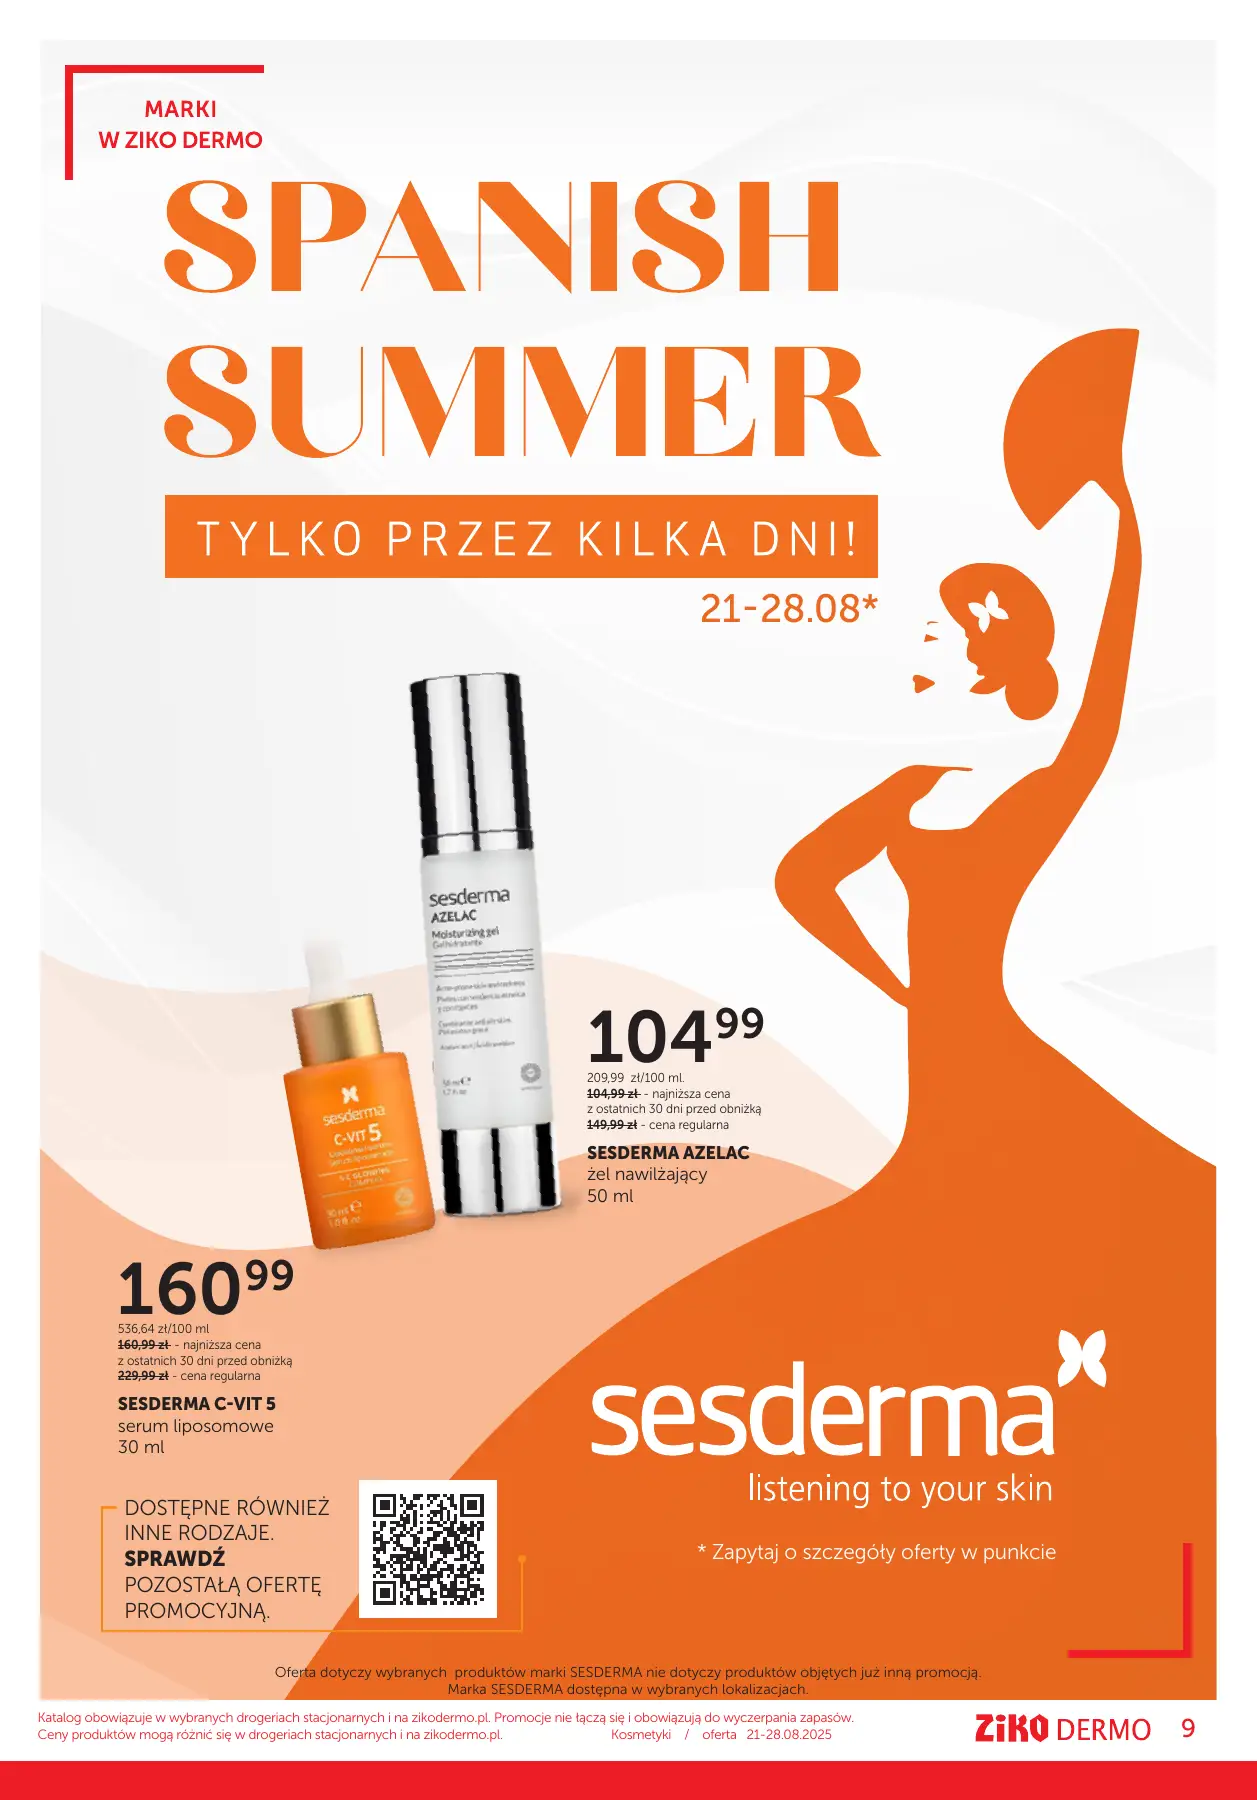 MARKI
W ZIKO DERMO
SPANISH
SUMMER
TYLKO PRZEZ KILKA DNI!
21-28.08*
sesderma
AZELAC
Moisturizing gel
Gel hidratante
104⁹⁹
209,99 zł/100 ml.
104,99 zł - najniższa cena
z ostatnich 30 dni przed obniżką
149,99 zł - cena regularna
SESDERMA AZELAC
żel nawilżający
50 ml
sesderma
C-VIT 5
160⁹⁹
536,64 zł/100 ml
160,99 zł - najniższa cena
z ostatnich 30 dni przed obniżką
229,99 zł - cena regularna
SESDERMA C-VIT 5
serum liposomowe
30 ml
sesderma
listening to your skin
* Zapytaj o szczegóły oferty w punkcie
DOSTĘPNE RÓWNIEŻ
INNE RODZAJE.
SPRAWDŹ
POZOSTAŁĄ OFERTĘ
PROMOCYJNĄ.
Oferta dotyczy wybranych produktów marki SESDERMA nie dotyczy produktów objętych już inną promocją.
Marka SESDERMA dostępna w wybranych lokalizacjach.
Katalog obowiązuje w wybranych drogeriach stacjonarnych i na zikodermo.pl. Promocje nie łączą się i obowiązują do wyczerpania zapasów.
Ceny produktów mogą różnić się w drogeriach stacjonarnych i na zikodermo.pl. Kosmetyki / oferta 21-28.08.2025
ZIKO DERMO 9